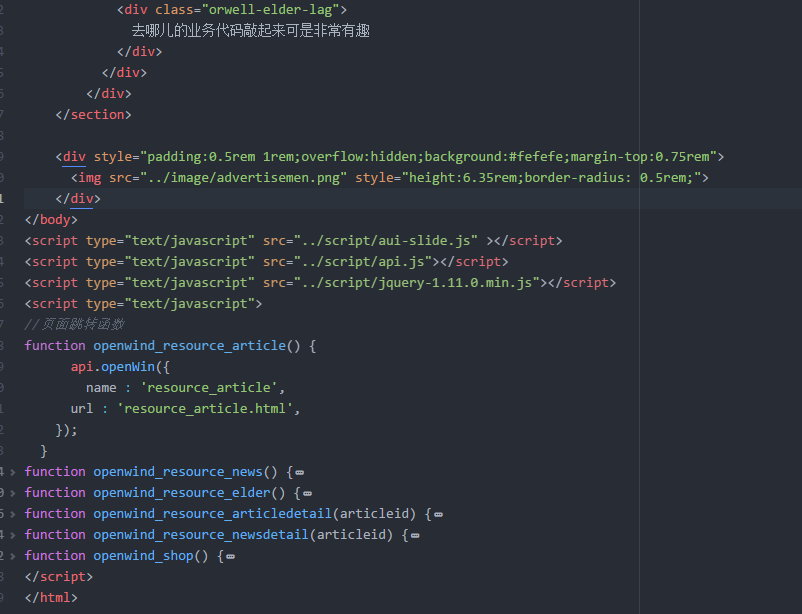 <div class="orwell-elder-lag">
去哪儿的业务代码敲起来可是非常有趣
</div>
</div>
</div>
</section>
<div style="padding:0.5rem 1rem;overflow:hidden;background:#fefefe;margin-top:0.75rem">
<img src="../image/advertisemen.png" style="height:6.35rem;border-radius: 0.5rem;">
</div>
</body>
<script type="text/javascript" src="../script/aui-slide.js" ></script>
<script type="text/javascript" src="../script/api.js"></script>
<script type="text/javascript" src="../script/jquery-1.11.0.min.js"></script>
<script type="text/javascript">
//页面跳转函数
function openwind_resource_article() {
api.openWin({
name : 'resource_article',
url : 'resource_article.html',
});
}
function openwind_resource_news() {
function openwind_resource_elder() {
function openwind_resource_articledetail(articleid) {
function openwind_resource_newsdetail(articleid) {
function openwind_shop() {
</script>
</html>